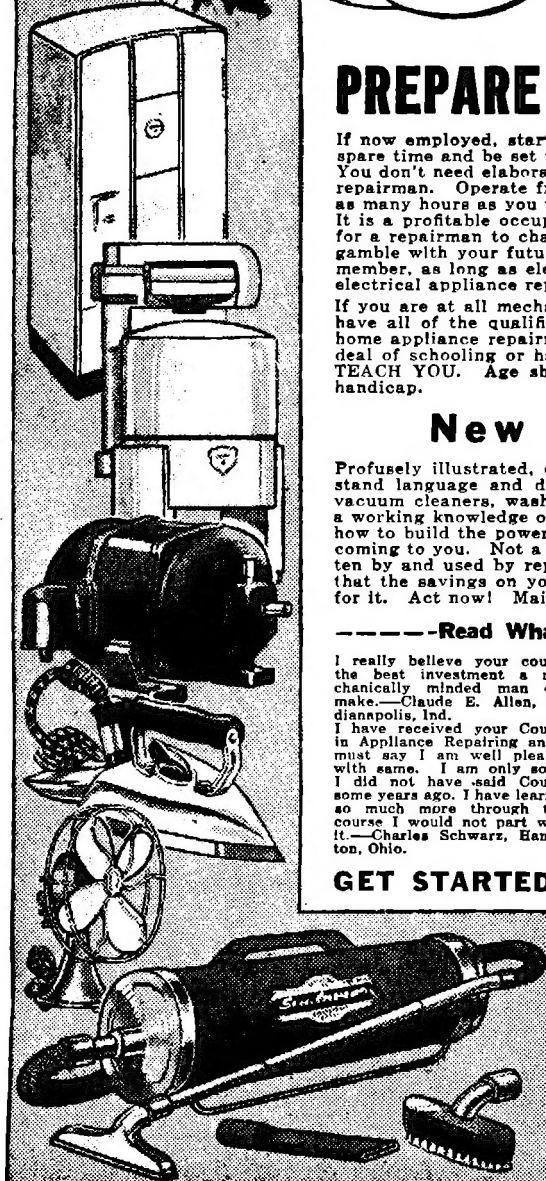 PREPARE
If now employed, star
spare time and be set
You don't need elabora
repairman. Operate f
as many hours as you
It is a profitable occup
for a repairman to cha
gamble with your futu
member, as long as ele
electrical appliance rep
If you are at all mecha
have all of the qualifi
home appliance repairm
deal of schooling or ha
TEACH YOU. Age sh
handicap.
New
Profusely illustrated,
stand language and d
vacuum cleaners, wash
a working knowledge o
how to build the power
coming to you. Not a
ten by and used by rep
that the savings on yo
for it. Act now! Mai
-----Read Wha
I really believe your cou
the best investment a
chanically minded man
make.—Claude E. Allen,
dianapolis, Ind.
I have received your Cou
in Appliance Repairing an
must say I am well plea
with same. I am only so
I did not have said Cou
some years ago. I have lear
so much more through
course I would not part w
it.—Charles Schwarz, Ham
ton, Ohio.
GET STARTED